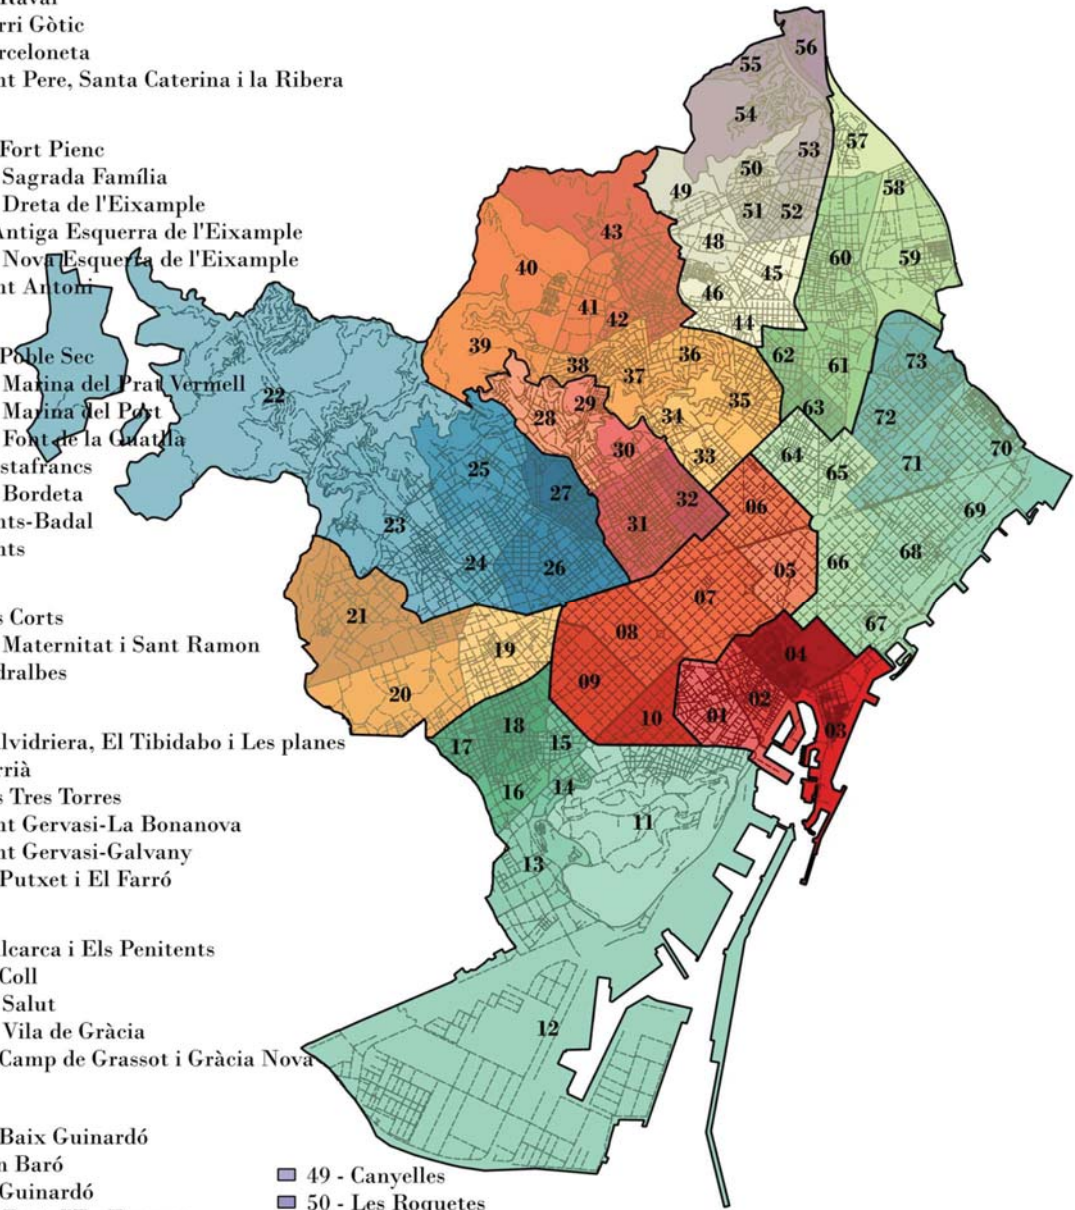 rri Gòtic
rceloneta
nt Pere, Santa Caterina i la Ribera
Fort Pienc
Sagrada Família
Dreta de l'Eixample
Antiga Esquerra de l'Eixample
Nova Esquerra de l'Eixample
nt Antoni
Poble Sec
Marina del Prat Vermell
Marina del Port
Font de la Guatlla
stafrancs
Bordeta
nts-Badal
nts
s Corts
Maternitat i Sant Ramon
dralbes
llvidriera, El Tibidabo i Les planes
rrià
s Tres Torres
nt Gervasi-La Bonanova
nt Gervasi-Galvany
Putxet i El Farró
llcarca i Els Penitents
Coll
Salut
Vila de Gràcia
Camp de Grassot i Gràcia Nova
Baix Guinardó
n Baró
Guinardó
49 - Canyelles
50 - Les Roquetes
56
55
54
57
53
50
58
49
51 52
43
48
60 59
40
45
46
41
42
44
39
36
62
73
38
61
37
22
29
35
28
34
63
72
30
33
64
70
25
65
71
27
32
06
69
31
23
68
24
26
05
66
07
21
67
08
19
04
09
20
02
10
01
18
03
17
15
14
16
11
13
12